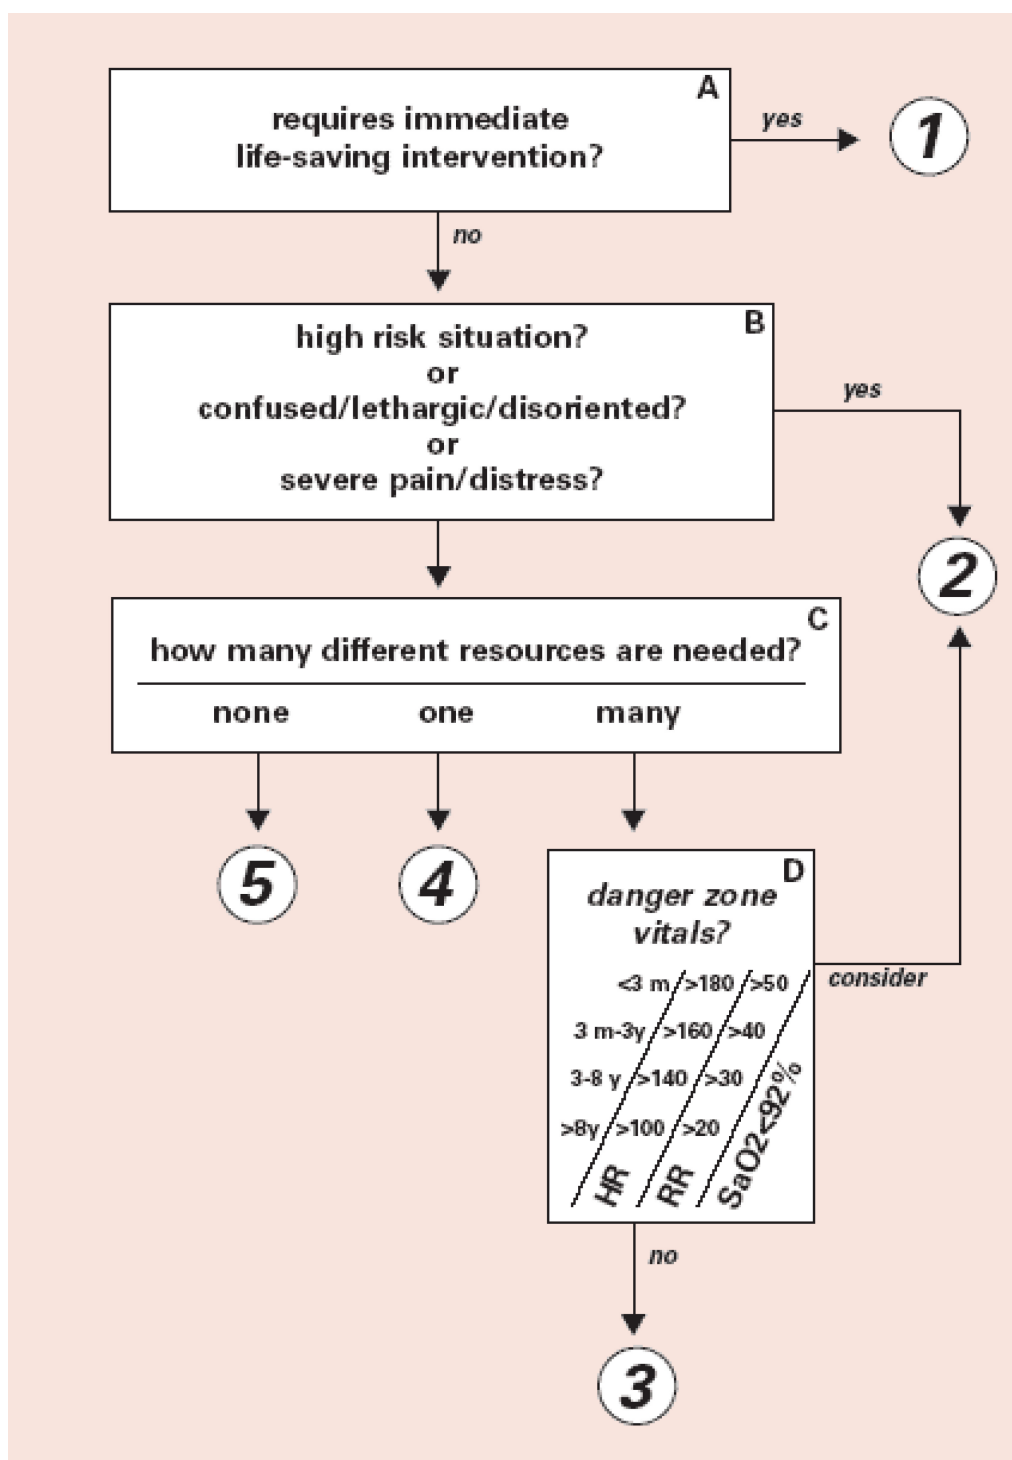 A
requires immediate
life-saving intervention?
yes
1
no
B
high risk situation?
or
confused/lethargic/disoriented?
or
severe pain/distress?
yes
2
C
how many different resources are needed?
none one many
5 4
D
danger zone
vitals?
<3 m >180 >50
3 m-3y >160 >40
3-8 y >140 >30
>8y >100 >20
HR RR SaO2<92%
consider
no
3